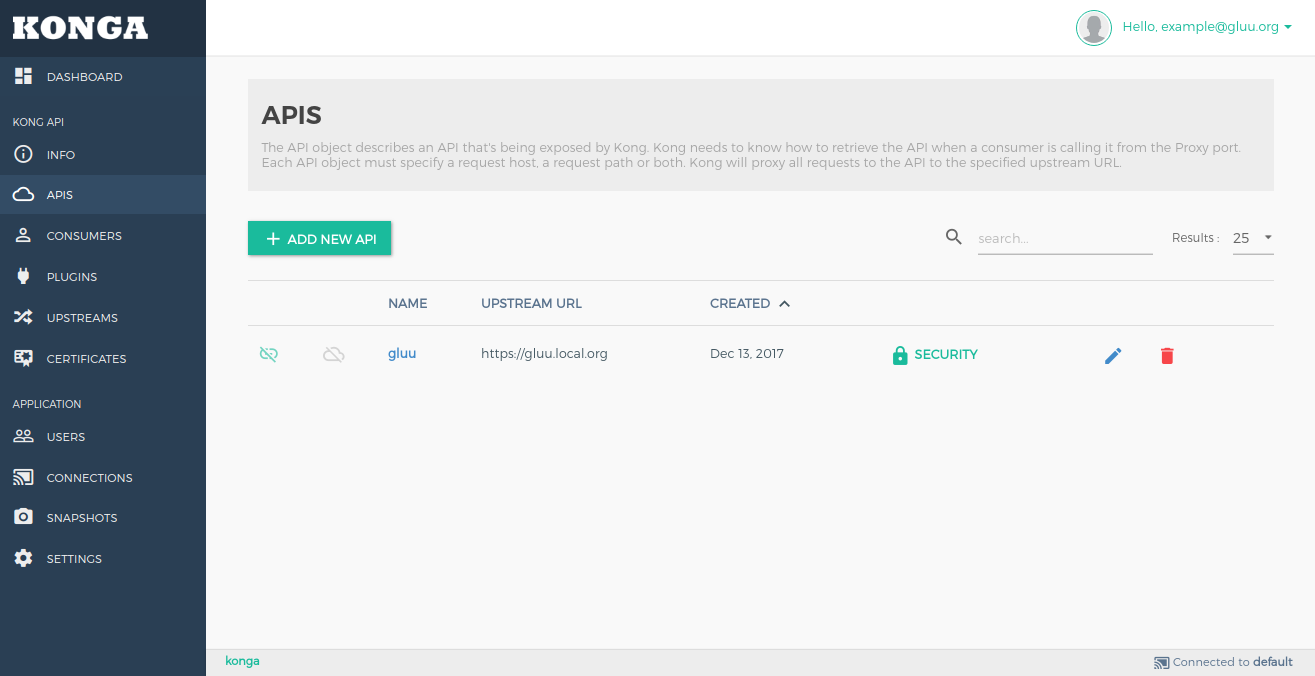 KONGA
Hello, example@gluu.org
DASHBOARD
KONG API
INFO
APIS
CONSUMERS
PLUGINS
UPSTREAMS
CERTIFICATES
APPLICATION
USERS
CONNECTIONS
SNAPSHOTS
SETTINGS
APIS
The API object describes an API that's being exposed by Kong. Kong needs to know how to retrieve the API when a consumer is calling it from the Proxy port.
Each API object must specify a request host, a request path or both. Kong will proxy all requests to the API to the specified upstream URL.
ADD NEW API
search...
Results : 25
NAME UPSTREAM URL CREATED
gluu https://gluu.local.org Dec 13, 2017 SECURITY
konga
Connected to default